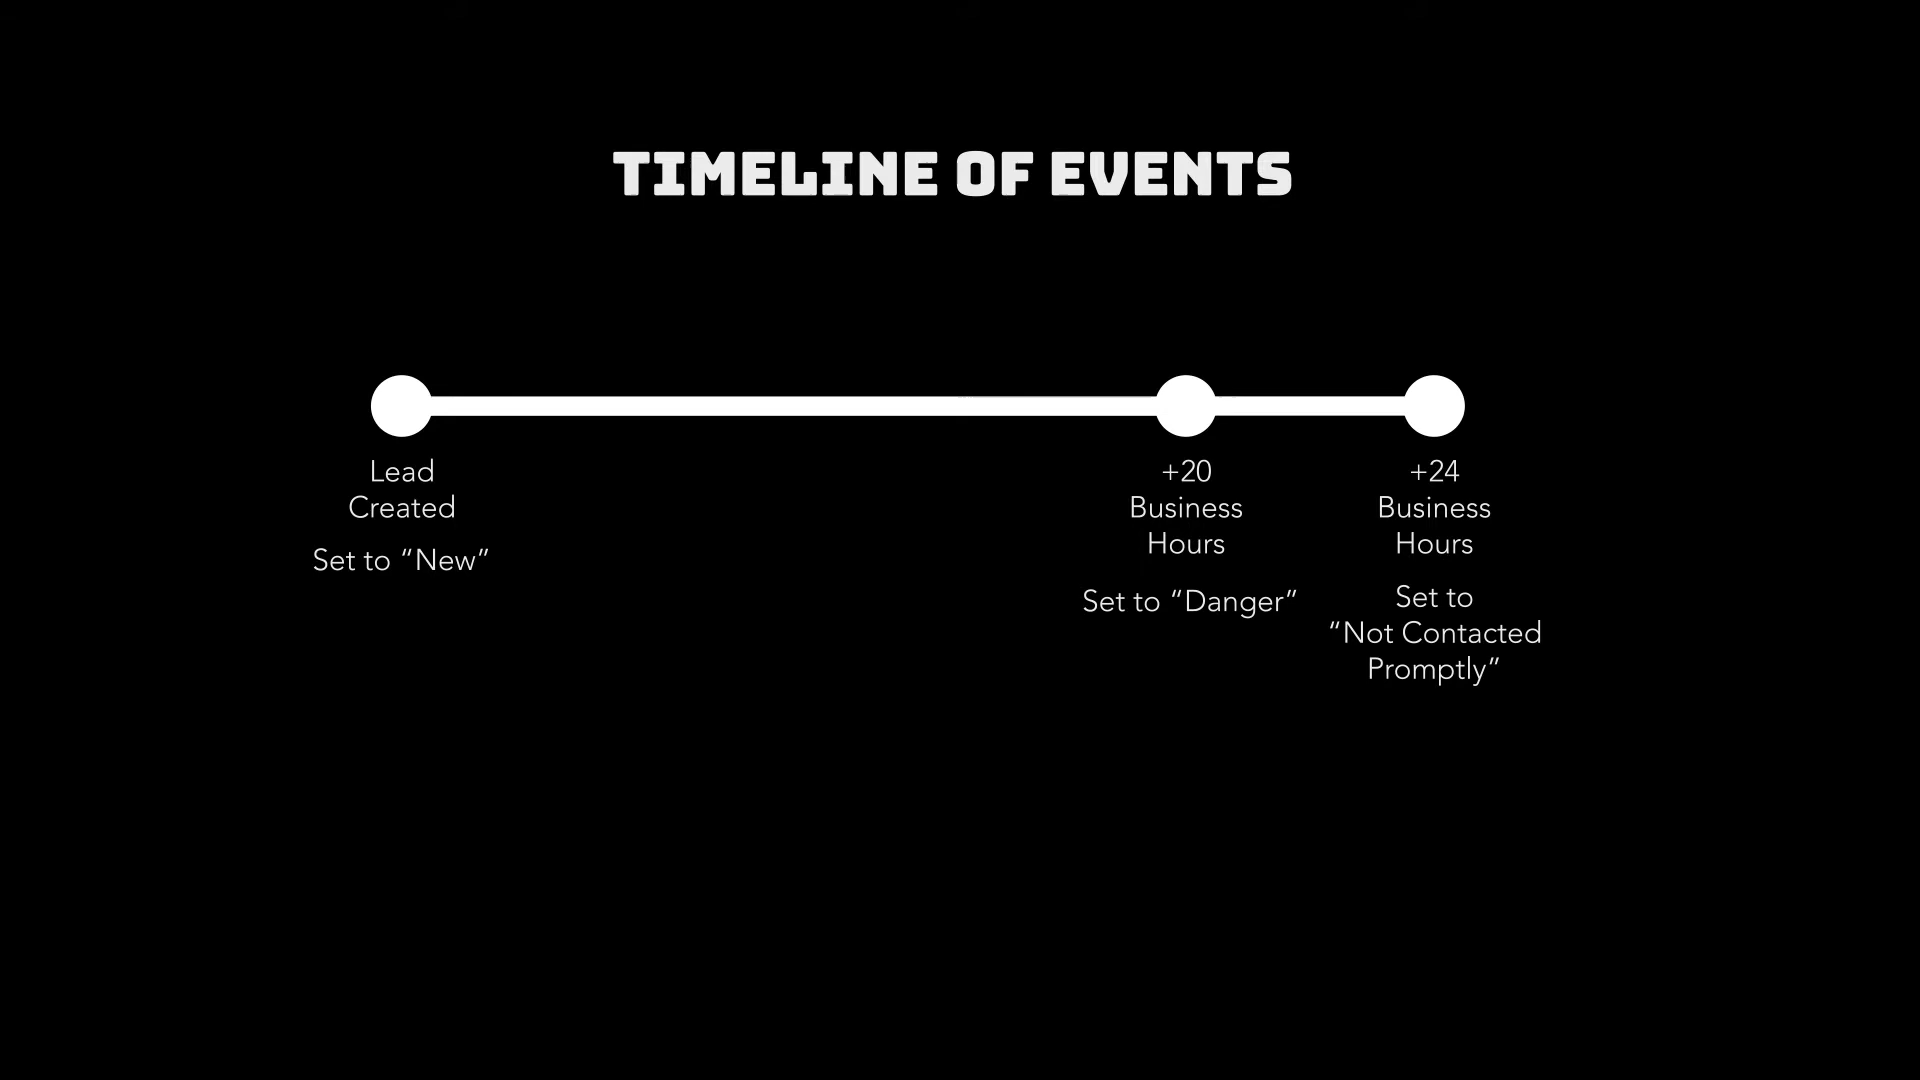 TIMELINE OF EVENTS
Lead
Created
Set to “New”
+20
Business
Hours
Set to “Danger”
+24
Business
Hours
Set to
“Not Contacted
Promptly”